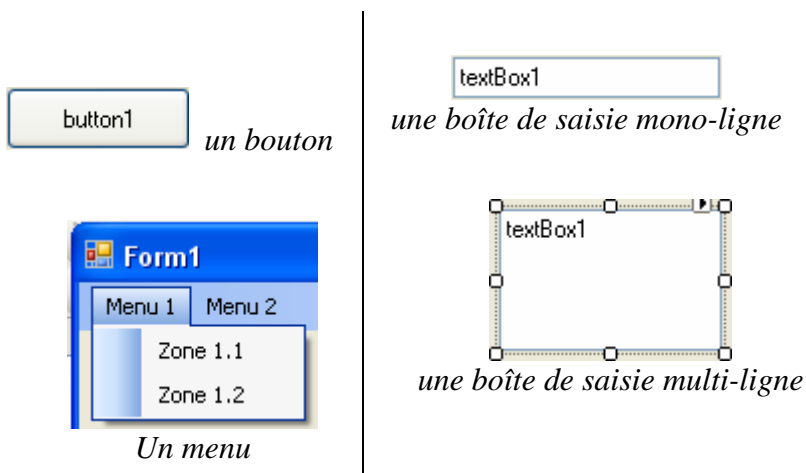 button1
un bouton
Form1
Menu 1 Menu 2
Zone 1.1
Zone 1.2
Un menu
textBox1
une boîte de saisie mono-ligne
textBox1
une boîte de saisie multi-ligne